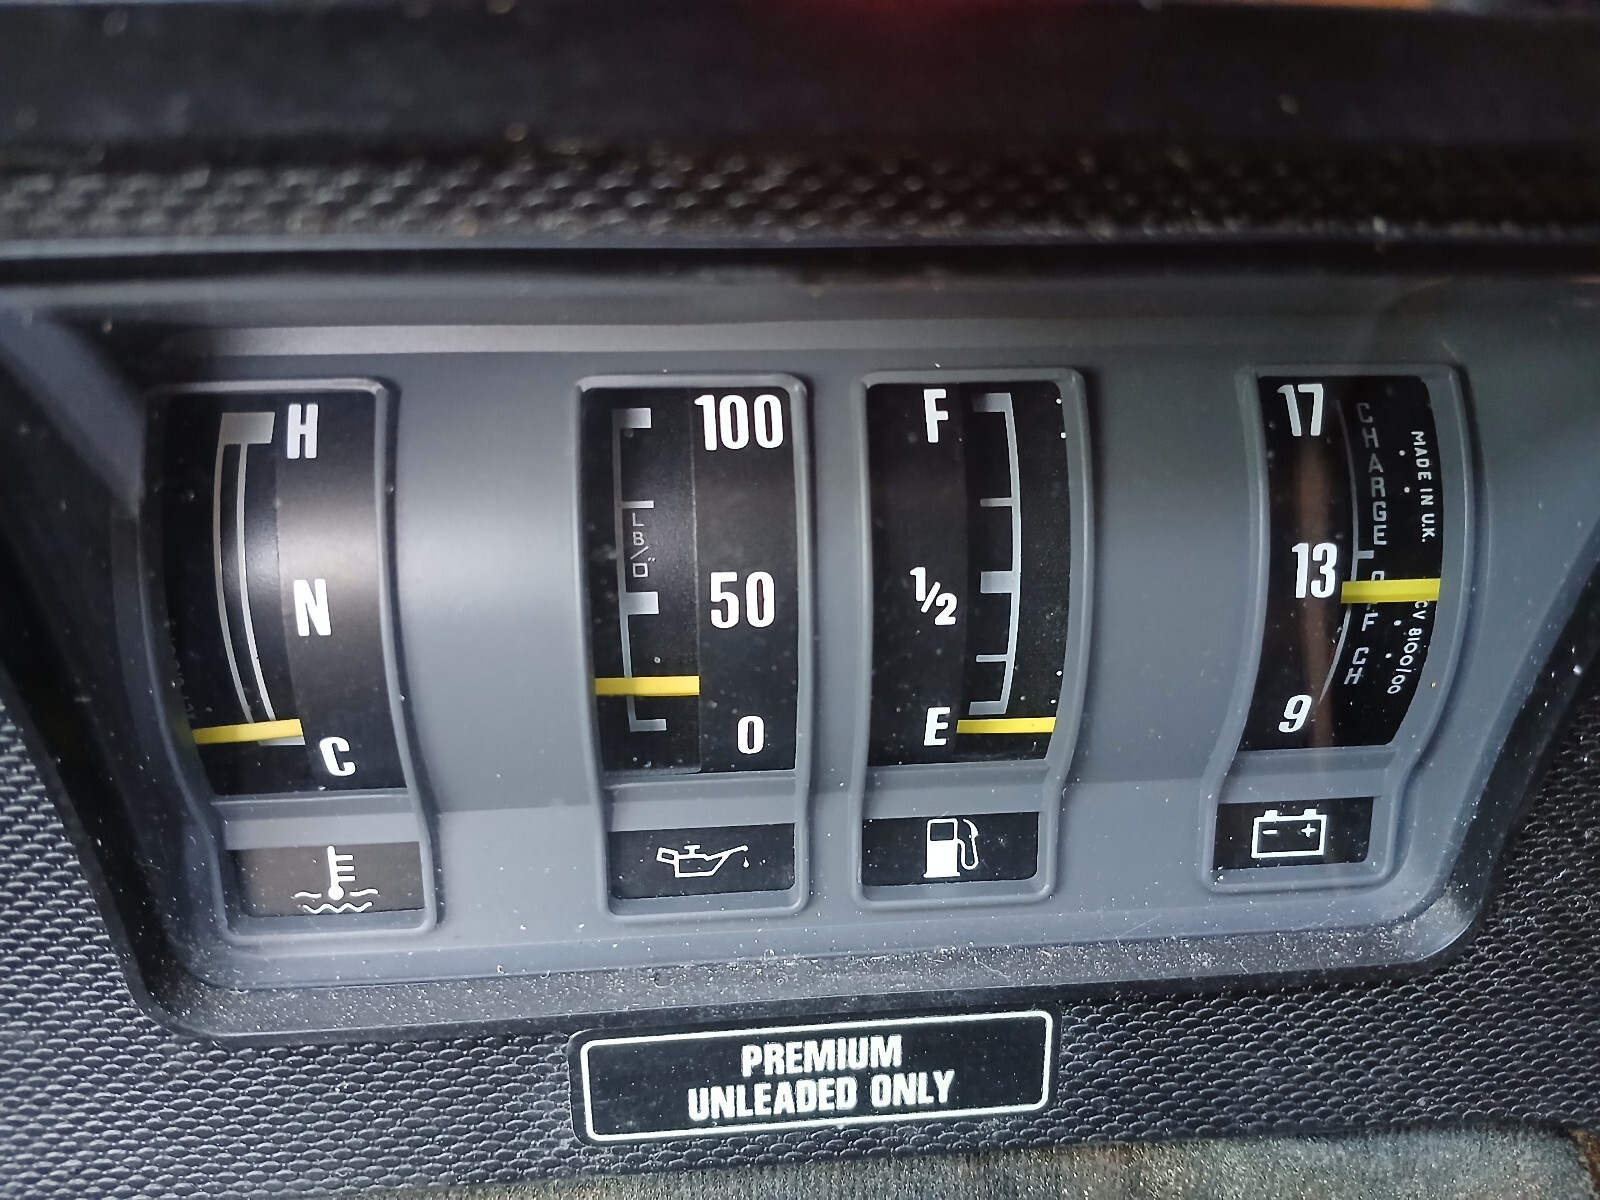 H
N
C
100
LB/□"
50
0
F
1/2
E
17
13
9
CHARGE
MADE IN U.K.
PREMIUM
UNLEADED ONLY